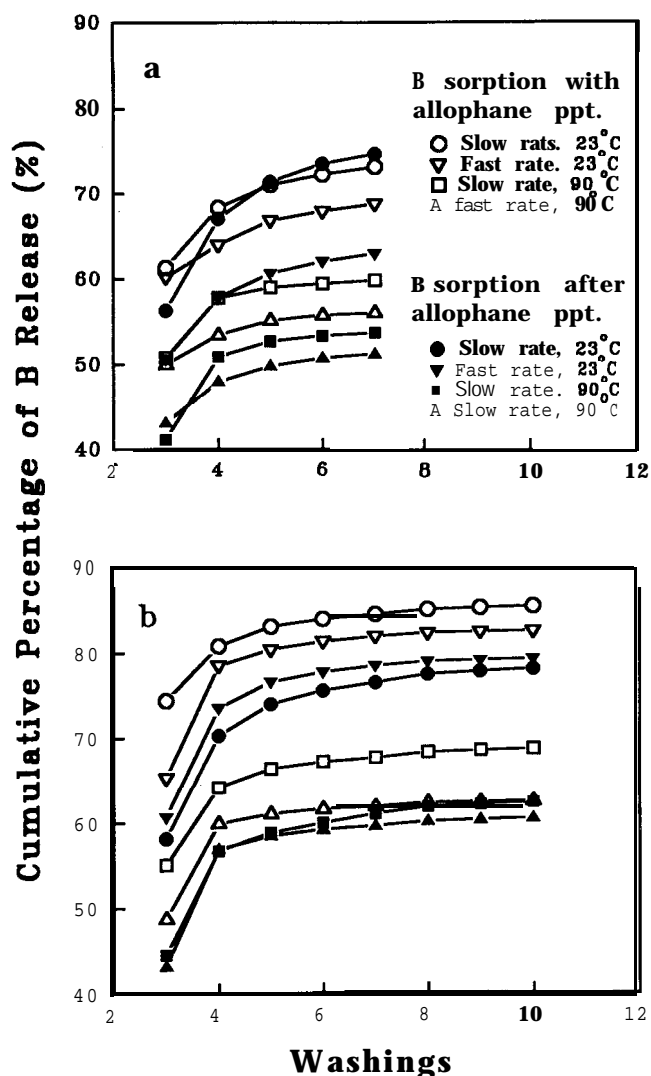 Cumulative Percentage of B Release (%)
90
80
70
60
50
40
2 4 6 8 10 12
a
B sorption with
allophane ppt.
Slow rats. 23°C
Fast rate. 23°C
Slow rate, 90°C
A fast rate, 90°C
B sorption after
allophane ppt.
Slow rate, 23°C
Fast rate, 23°C
Slow rate. 90°C
A Slow rate, 90 C
90
80
70
60
50
40
2 4 6 8 10 12
b
Washings